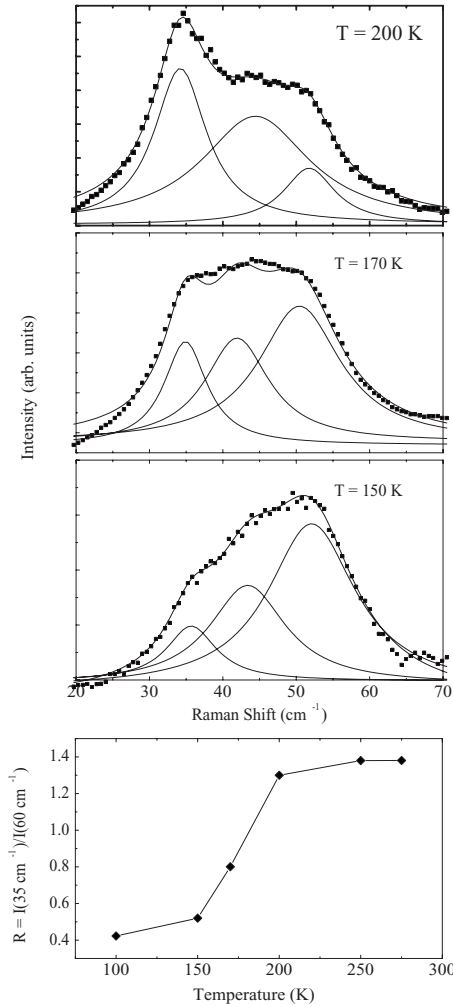 T = 200 K
T = 170 K
T = 150 K
Intensity (arb. units)
20 30 40 50 60 70
Raman Shift (cm⁻¹)
1.4
1.2
1.0
0.8
0.6
0.4
R = I(35 cm⁻¹)/I(60 cm⁻¹)
100 150 200 250 300
Temperature (K)